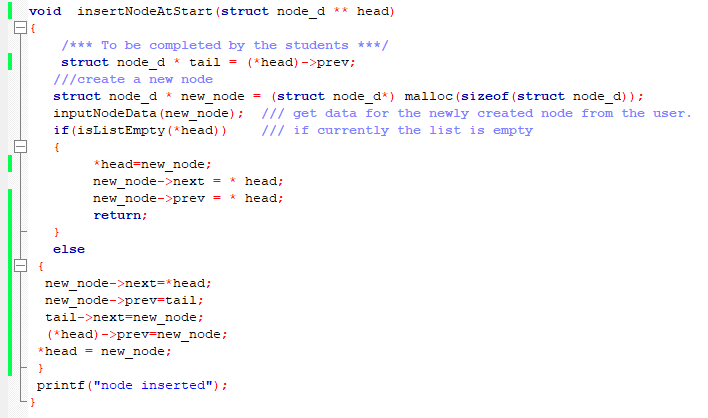 void  insertNodeAtStart(struct node_d ** head)
{
    /*** To be completed by the students ***/
    struct node_d * tail = (*head)->prev;
   ///create a new node
   struct node_d * new_node = (struct node_d*) malloc(sizeof(struct node_d));
   inputNodeData(new_node);  /// get data for the newly created node from the user.
   if(isListEmpty(*head))    /// if currently the list is empty
   {
        *head=new_node;
        new_node->next = * head;
        new_node->prev = * head;
        return;
   }
   else
 {
  new_node->next=*head;
  new_node->prev=tail;
  tail->next=new_node;
  (*head)->prev=new_node;
 *head = new_node;
 }
 printf("node inserted");
}